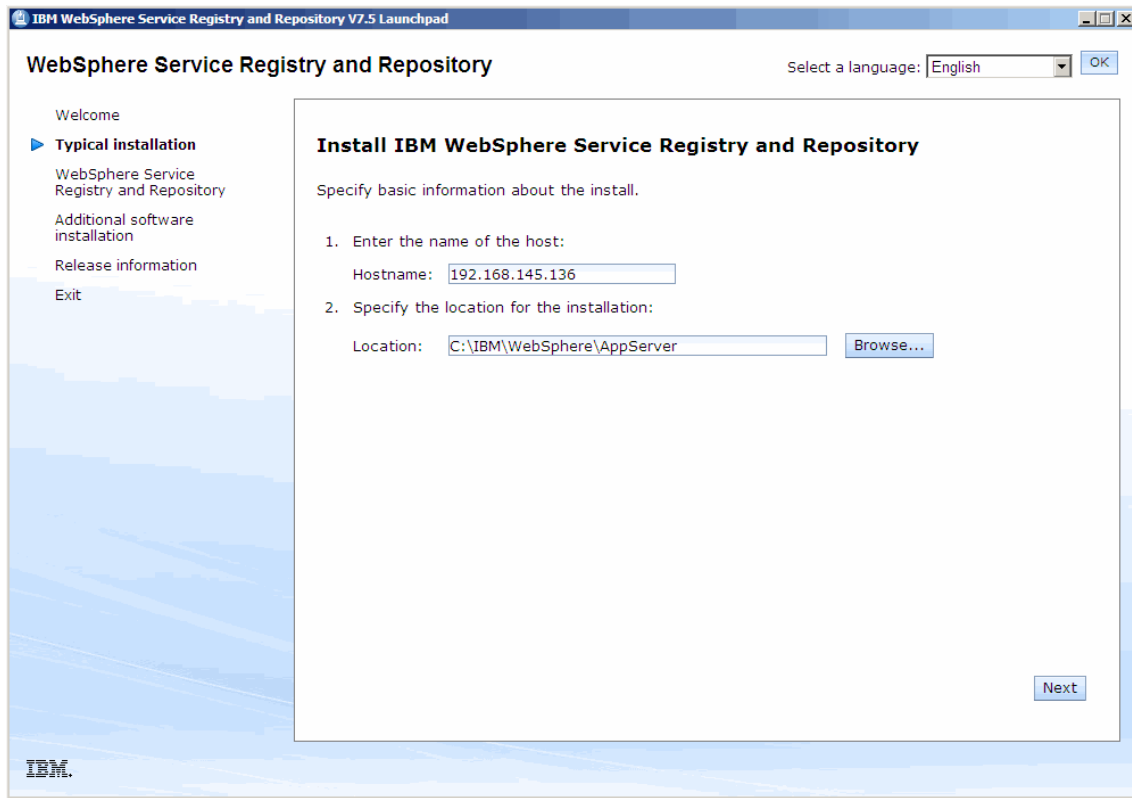 IBM WebSphere Service Registry and Repository V7.5 Launchpad
WebSphere Service Registry and Repository
Select a language: English OK
Welcome
Typical installation
WebSphere Service
Registry and Repository
Additional software
installation
Release information
Exit
Install IBM WebSphere Service Registry and Repository
Specify basic information about the install.
1. Enter the name of the host:
Hostname: 192.168.145.136
2. Specify the location for the installation:
Location: C:\IBM\WebSphere\AppServer Browse...
Next
IBM.